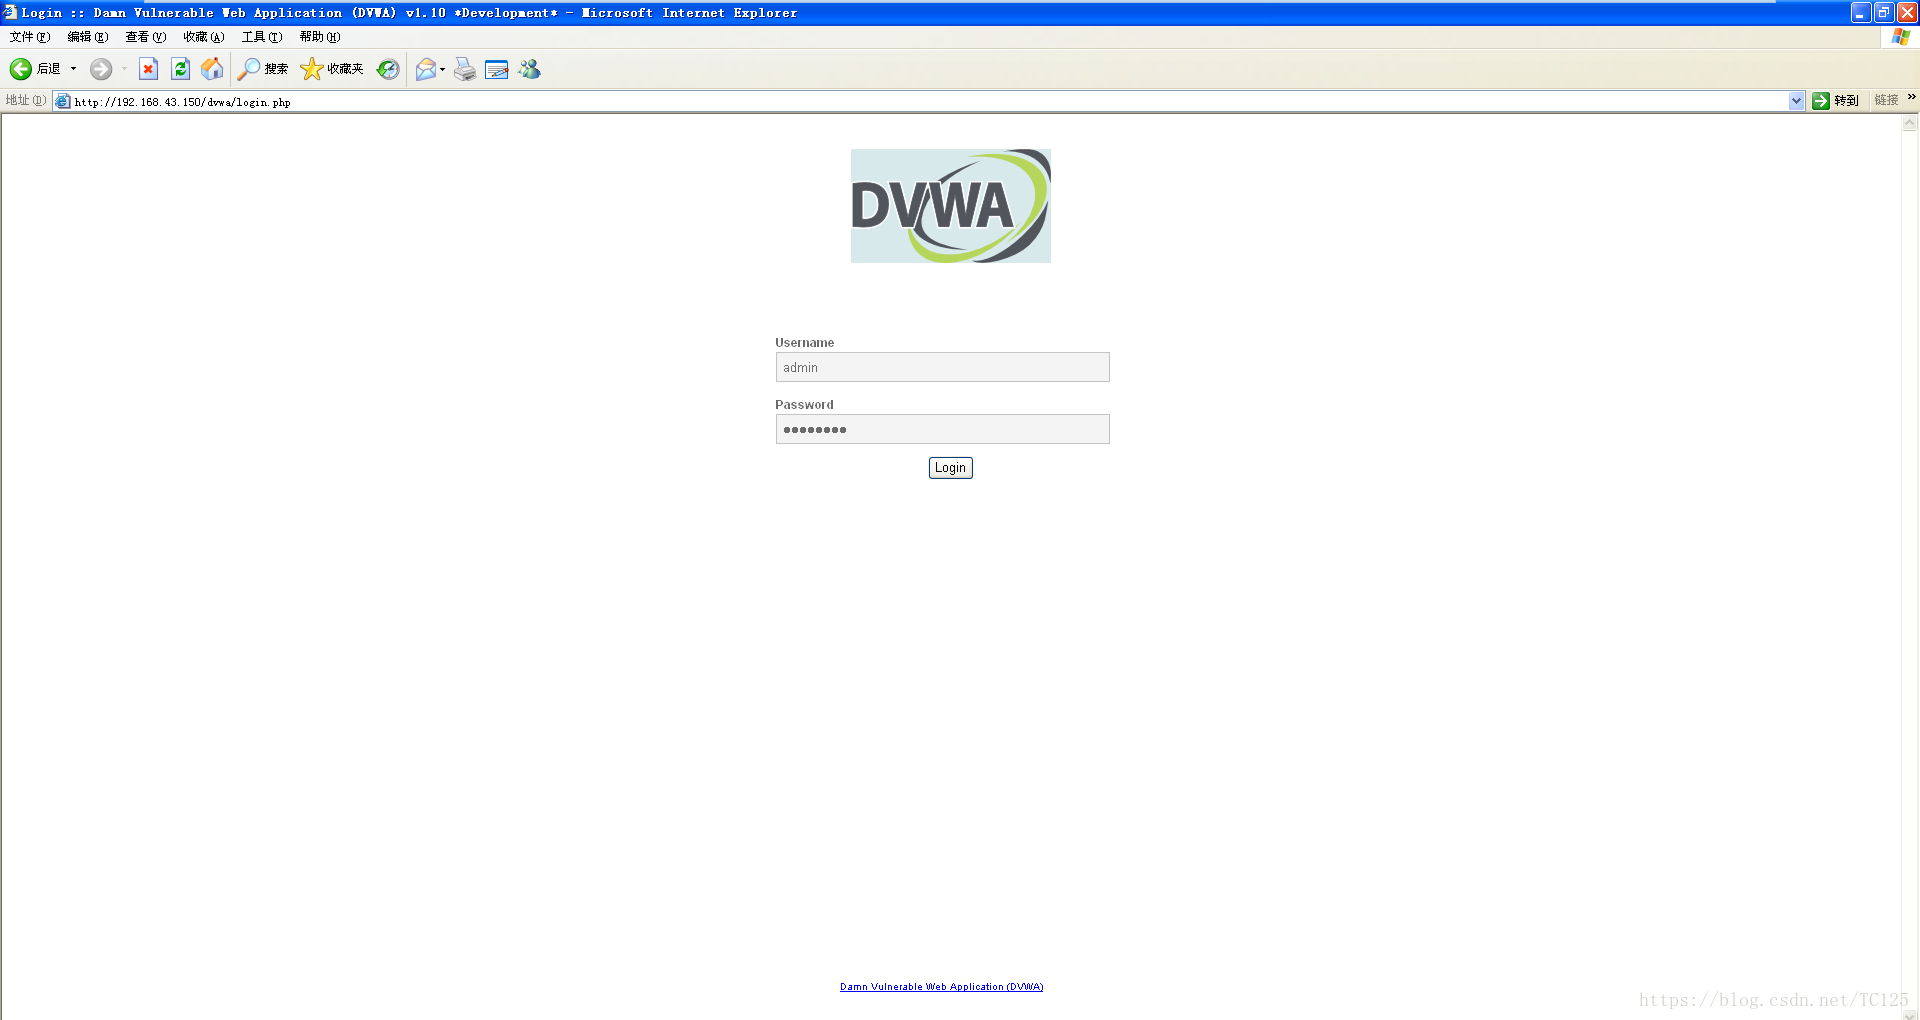 Login :: Damn Vulnerable Web Application (DVWA) v1.10 *Development* - Microsoft Internet Explorer
文件(F) 编辑(E) 查看(V) 收藏(A) 工具(T) 帮助(H)
后退 搜索 收藏夹
地址(D) http://192.168.43.150/dvwa/login.php 转到 链接 »
DVWA
Username
admin
Password
●●●●●●●●
Login
Damn Vulnerable Web Application (DVWA)
https://blog.csdn.net/TC125